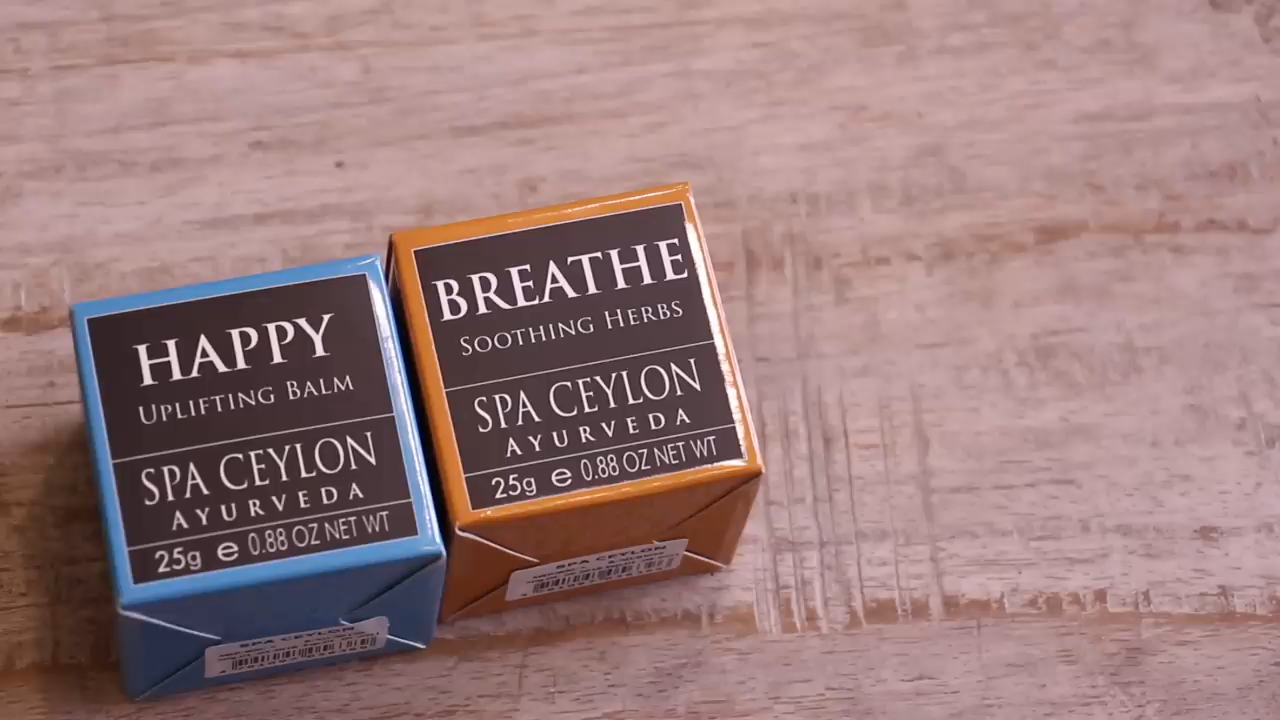 HAPPY
UPLIFTING BALM
SPA CEYLON
AYURVEDA
25g e 0.88 OZ NET WT
SPA CEYLON
BREATHE
SOOTHING HERBS
SPA CEYLON
AYURVEDA
25g e 0.88 OZ NET WT
SPA CEYLON